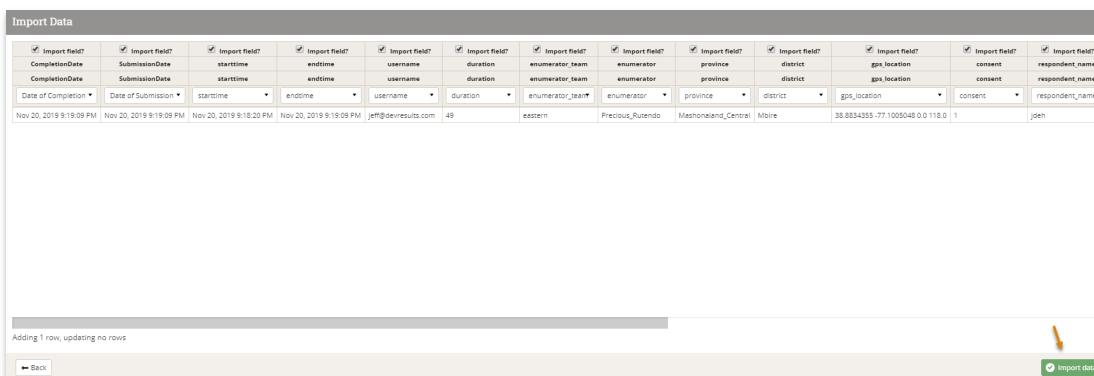 Import Data
Import field? Import field? Import field? Import field? Import field? Import field? Import field? Import field? Import field? Import field? Import field? Import field? Import field?
CompletionDate SubmissionDate starttime endtime username duration enumerator_team enumerator province district gps_location consent respondent_name
CompletionDate SubmissionDate starttime endtime username duration enumerator_team enumerator province district gps_location consent respondent_name
Date of Completion Date of Submission starttime endtime username duration enumerator_team enumerator province district gps_location consent respondent_name
Nov 20, 2019 9:19:09 PM Nov 20, 2019 9:19:09 PM Nov 20, 2019 9:18:20 PM Nov 20, 2019 9:19:09 PM jeff@devresults.com 49 eastern Precious_Rutendo Mashonaland_Central Mbire 38.8834355 -77.1005048 0.0 118.0 1 jdeh
Adding 1 row, updating no rows
Back
Import data